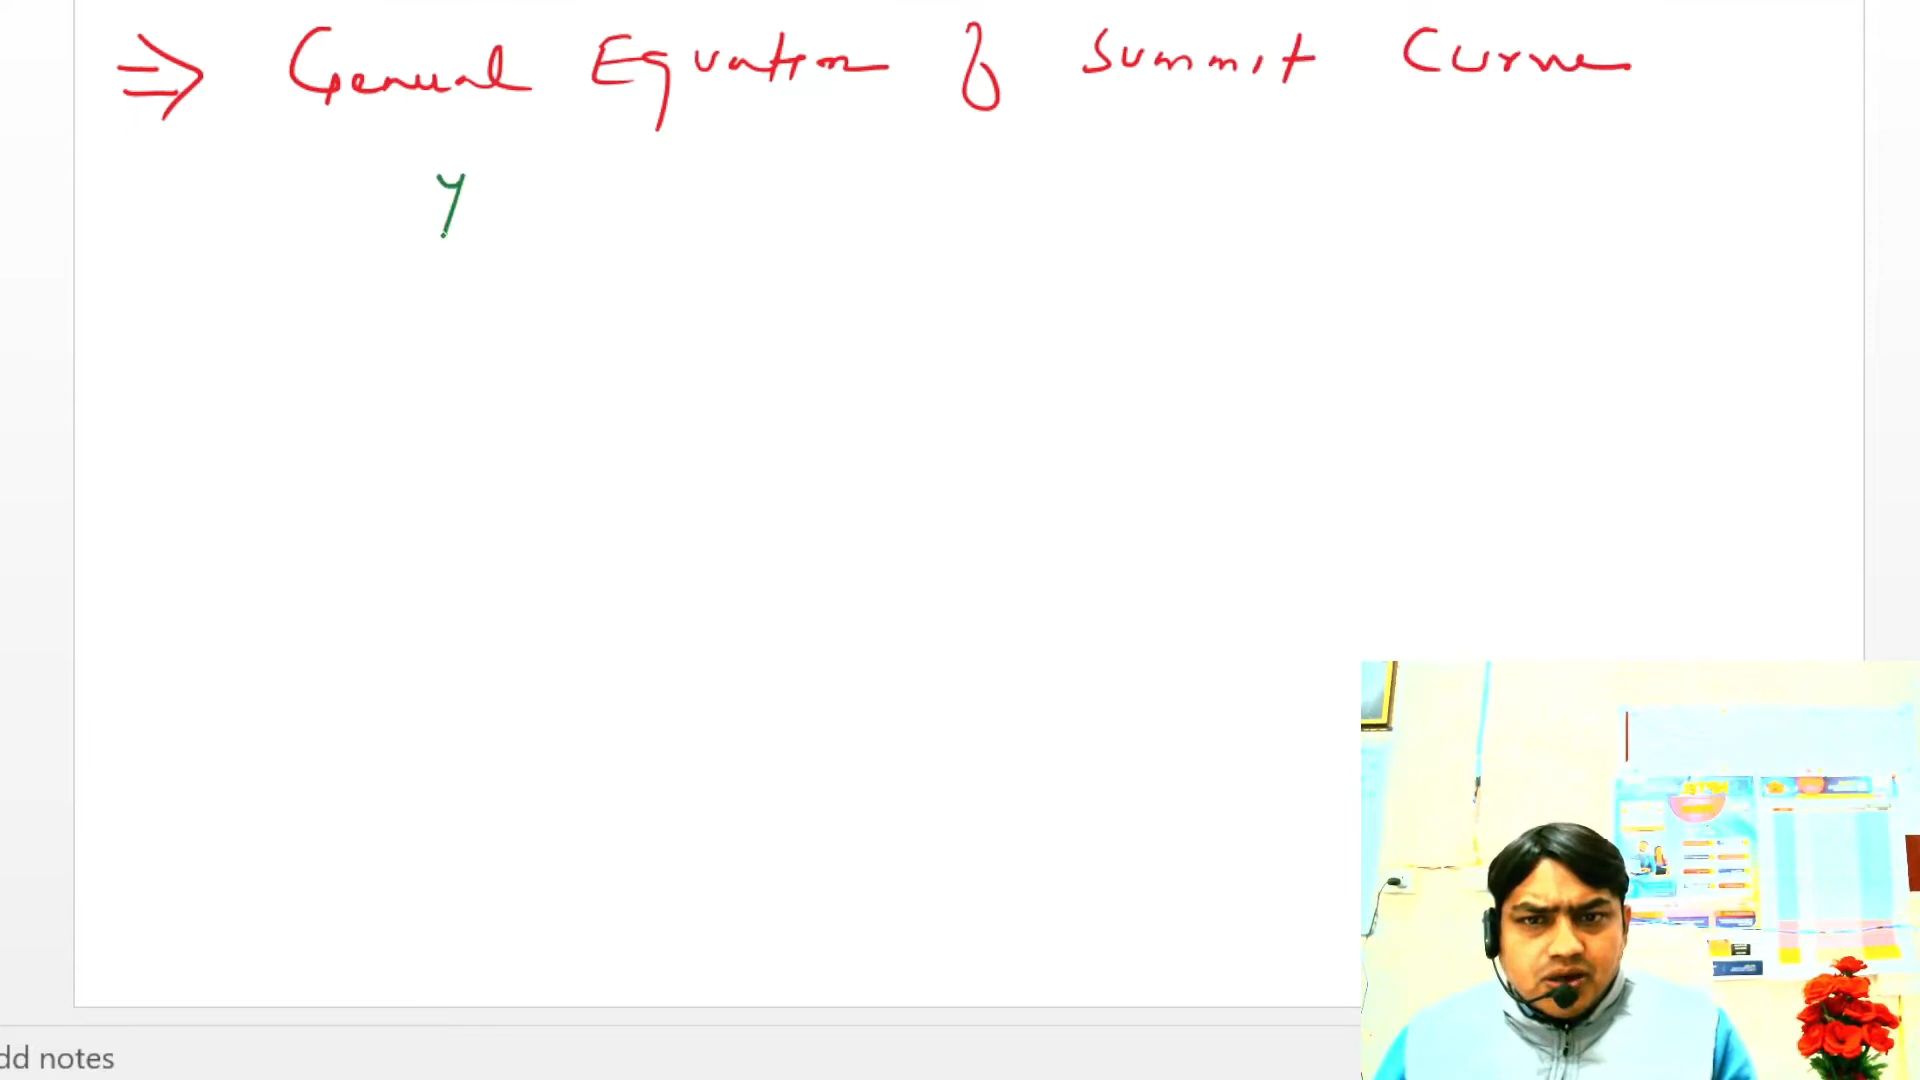 ⇒ General Equation of Summit Curve
y
dd notes